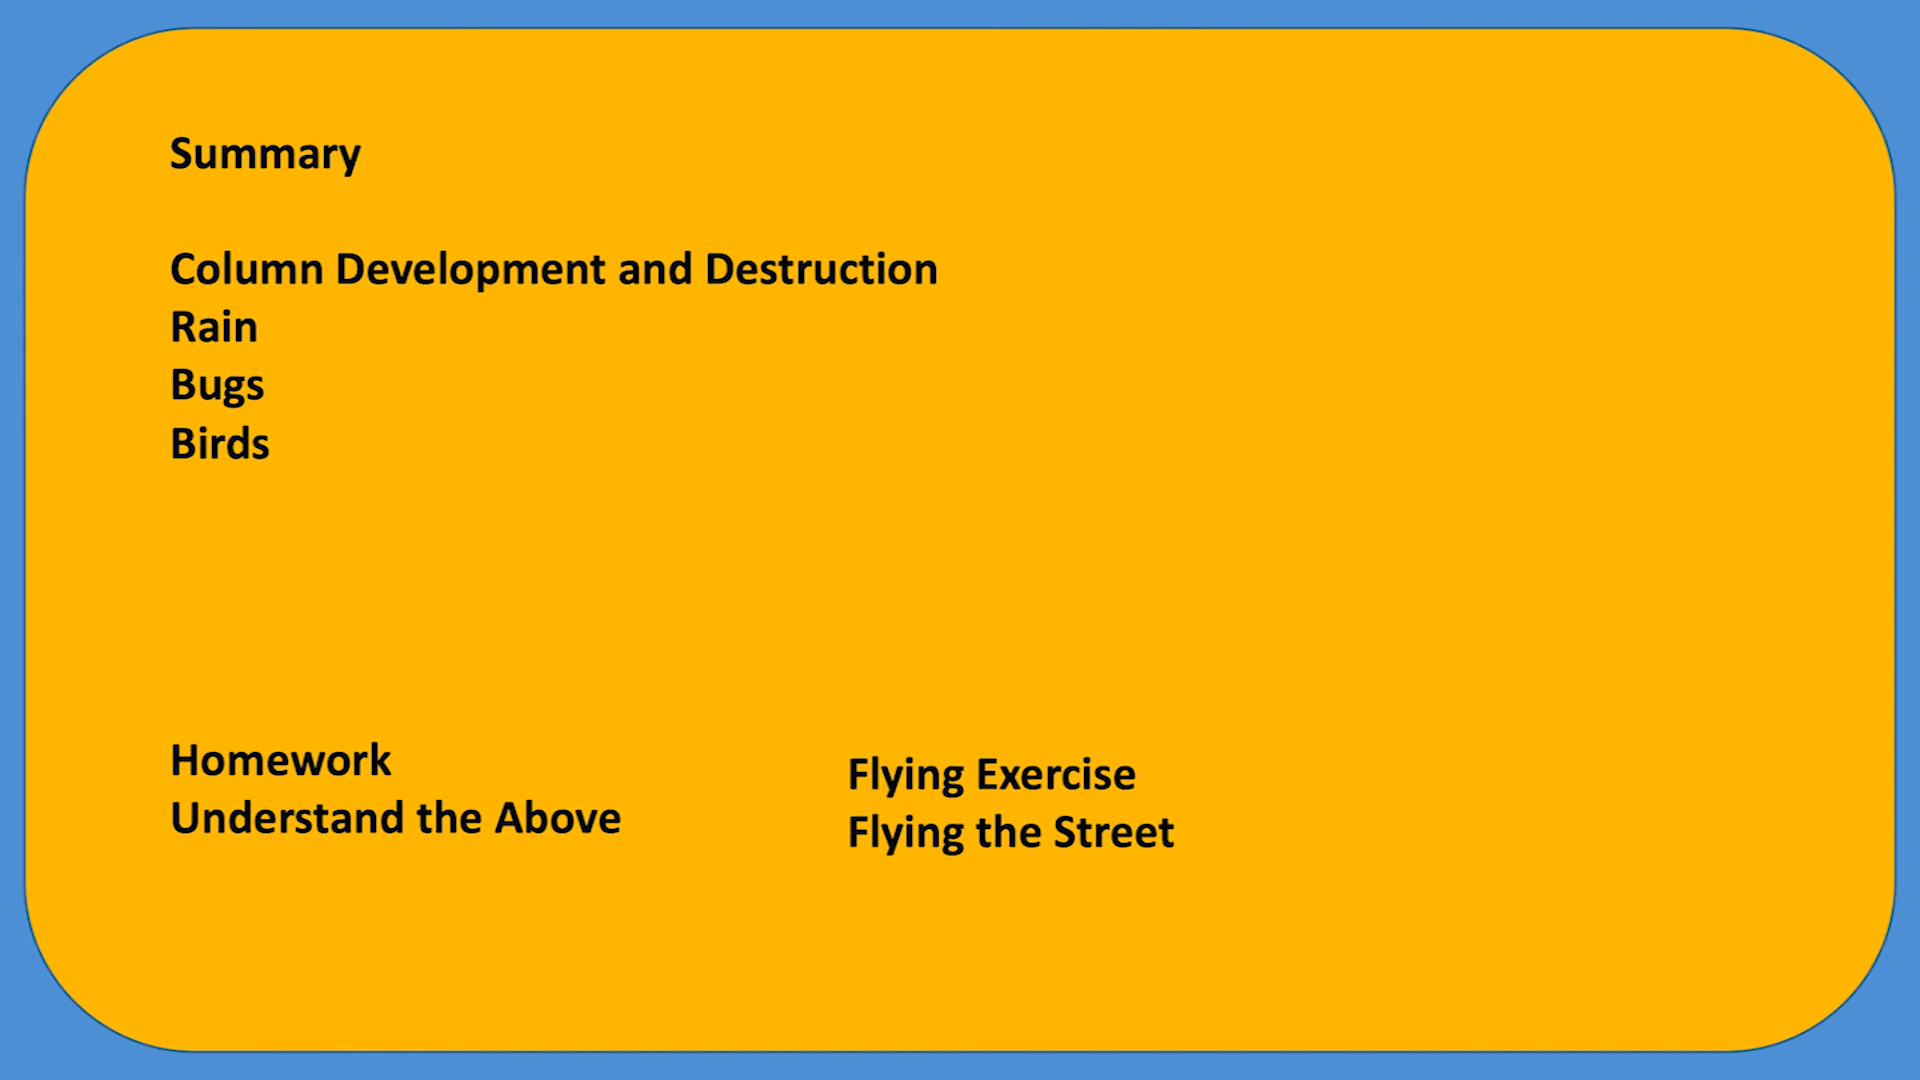 Summary
Column Development and Destruction
Rain
Bugs
Birds
Homework
Understand the Above
Flying Exercise
Flying the Street